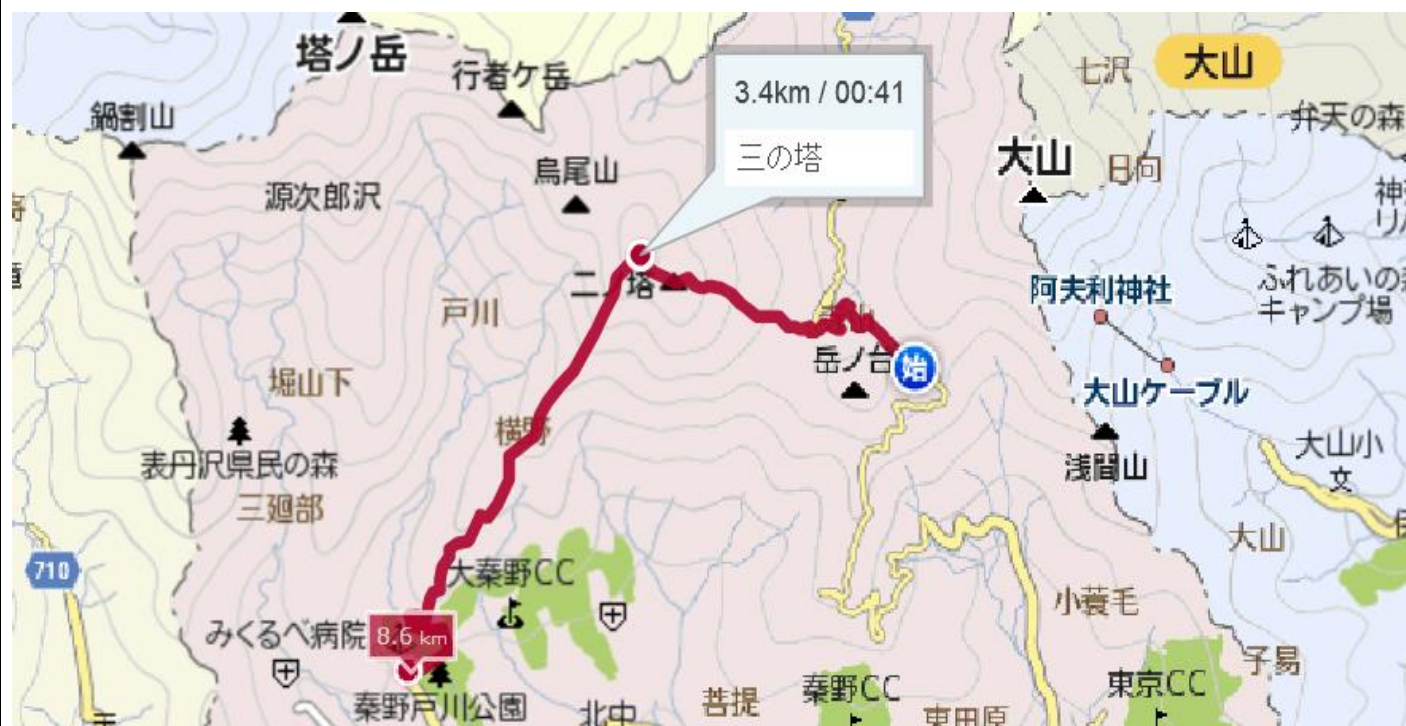 塔ノ岳
行者ケ岳
鍋割山
源次郎沢
烏尾山
3.4km / 00:41
三の塔
七沢
大山
弁天の森
大山
日向
戸川
阿夫利神社
ふれあいの
キャンプ場
岳ノ台
始
大山ケーブル
堀山下
横野
表丹沢県民の森
三廻部
浅間山
大山小
文
大山
710
大秦野CC
小蓑毛
みくるべ病院
8.6 km
秦野戸川公園
北中
菩提
秦野CC
東田原
東京CC
子易